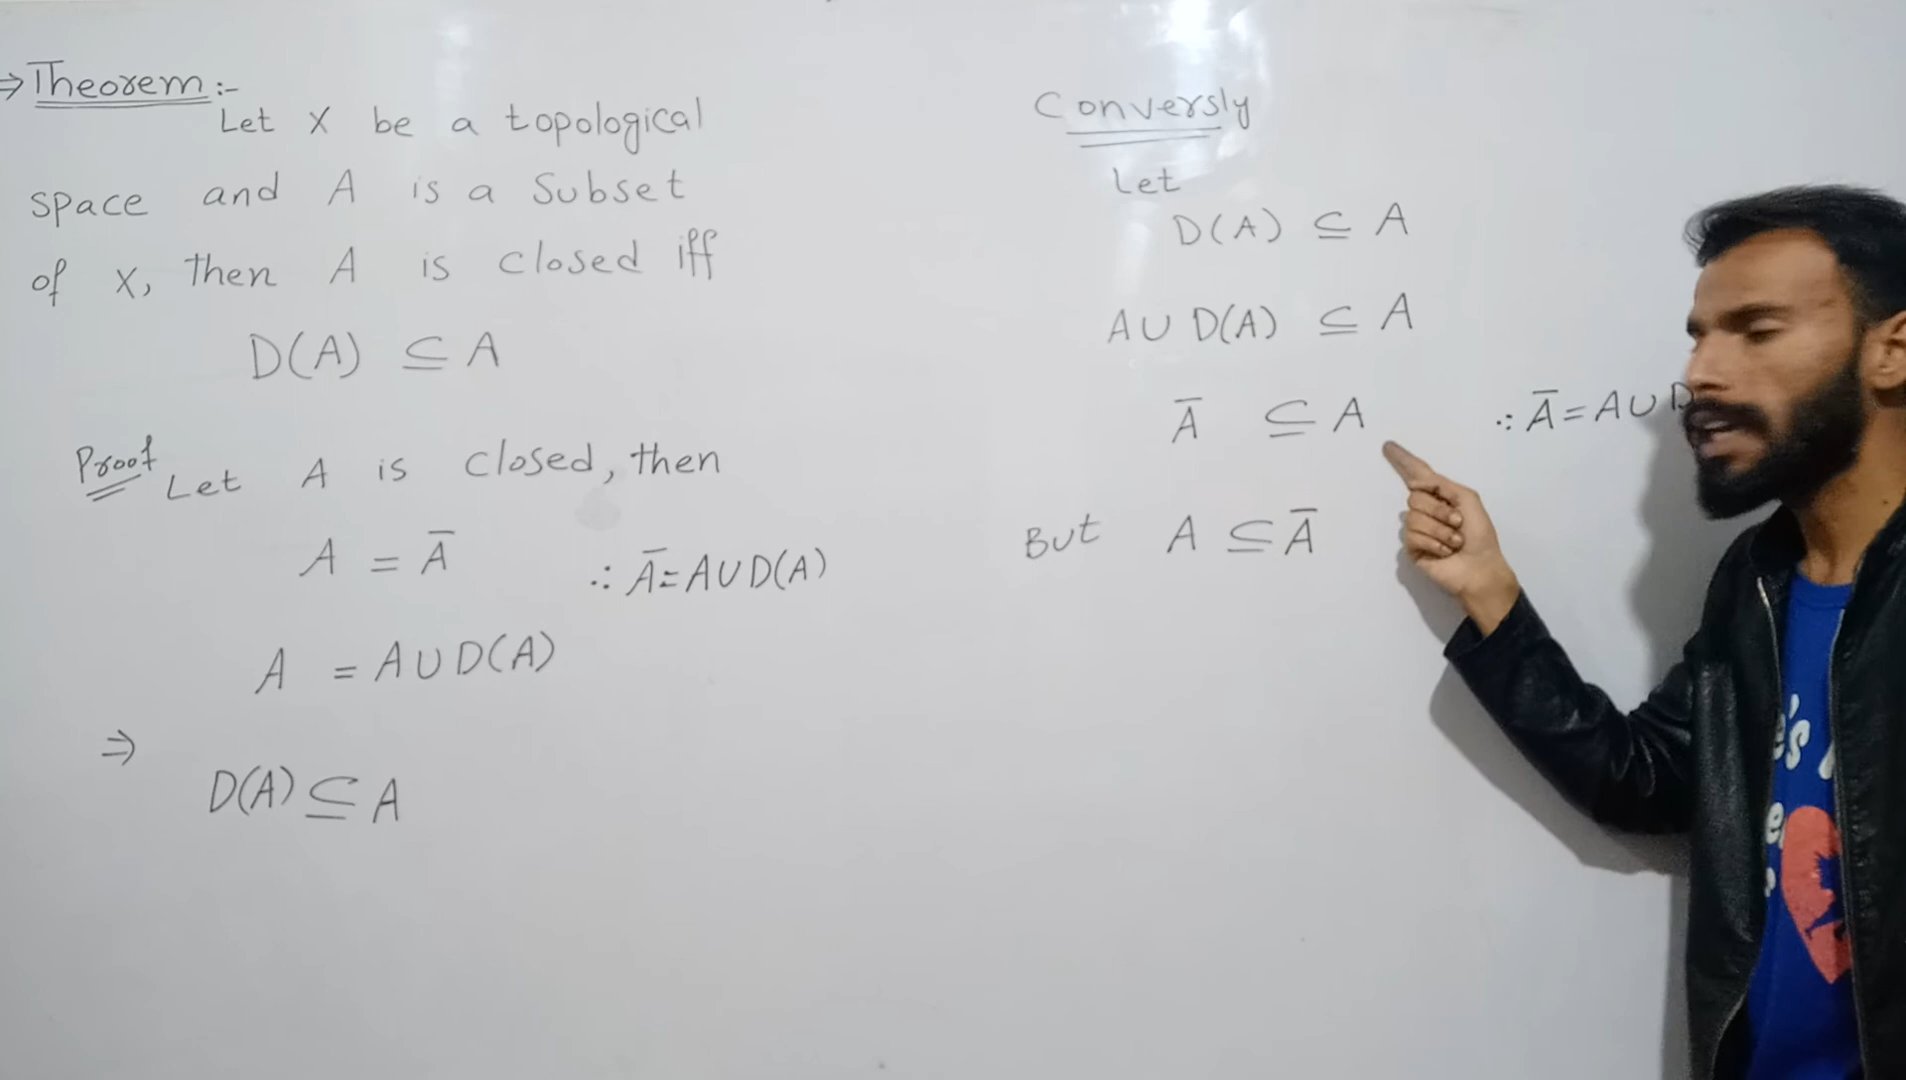 ⇒Theorem:-
Let X be a topological
space and A is a Subset
of X, then A is closed iff
D(A) ⊆ A
Proof
Let A is closed, then
A = A̅
∴ A̅=A∪D(A)
A = A∪D(A)
⇒
D(A)⊆A
Conversly
Let
D(A) ⊆ A
A∪D(A) ⊆ A
A̅ ⊆ A
∴ A̅=A∪D
But A ⊆ A̅